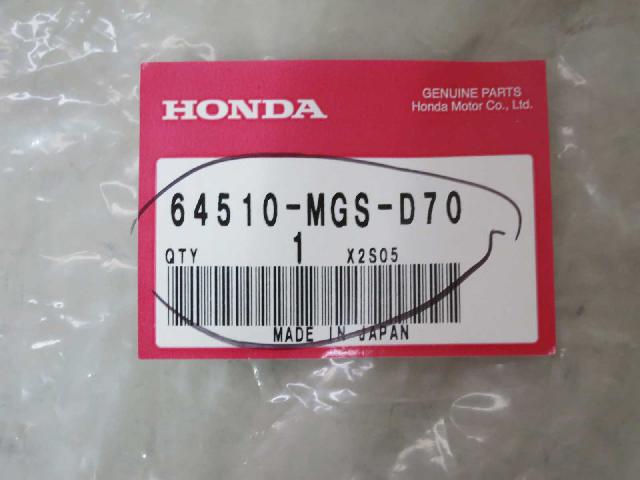 HONDA
GENUINE PARTS
Honda Motor Co., Ltd.
64510-MGS-D70
QTY 1 X2S05
MADE IN JAPAN